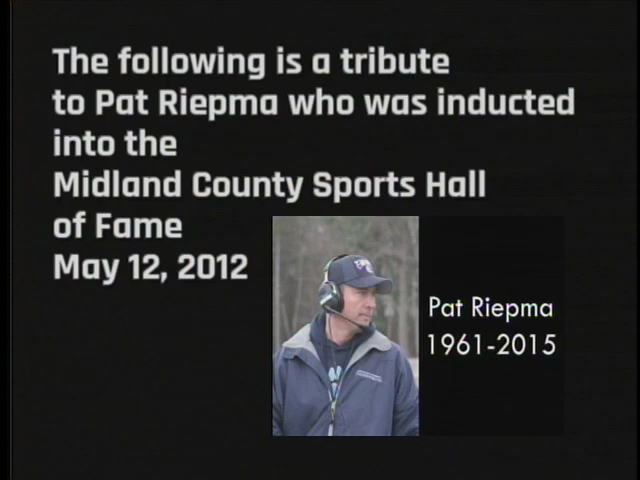 The following is a tribute
to Pat Riepma who was inducted
into the
Midland County Sports Hall
of Fame
May 12, 2012
Pat Riepma
1961-2015